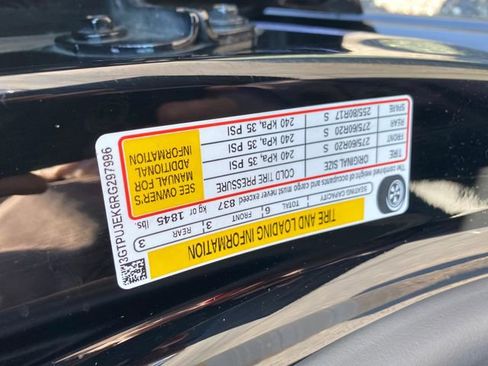 TIRE AND LOADING INFORMATION
SEATING CAPACITY TOTAL 6 FRONT 3 REAR 3
The combined weight of occupants and cargo must never exceed 837 kg or 1845 lbs.
TIRE ORIGINAL SIZE COLD TIRE PRESSURE
FRONT 275/60R20 S 240 kPa, 35 PSI
REAR 275/60R20 S 240 kPa, 35 PSI
SPARE 255/80R17 S 240 kPa, 35 PSI
SEE OWNER'S
MANUAL FOR
ADDITIONAL
INFORMATION
3GTPUJEK6RG297996